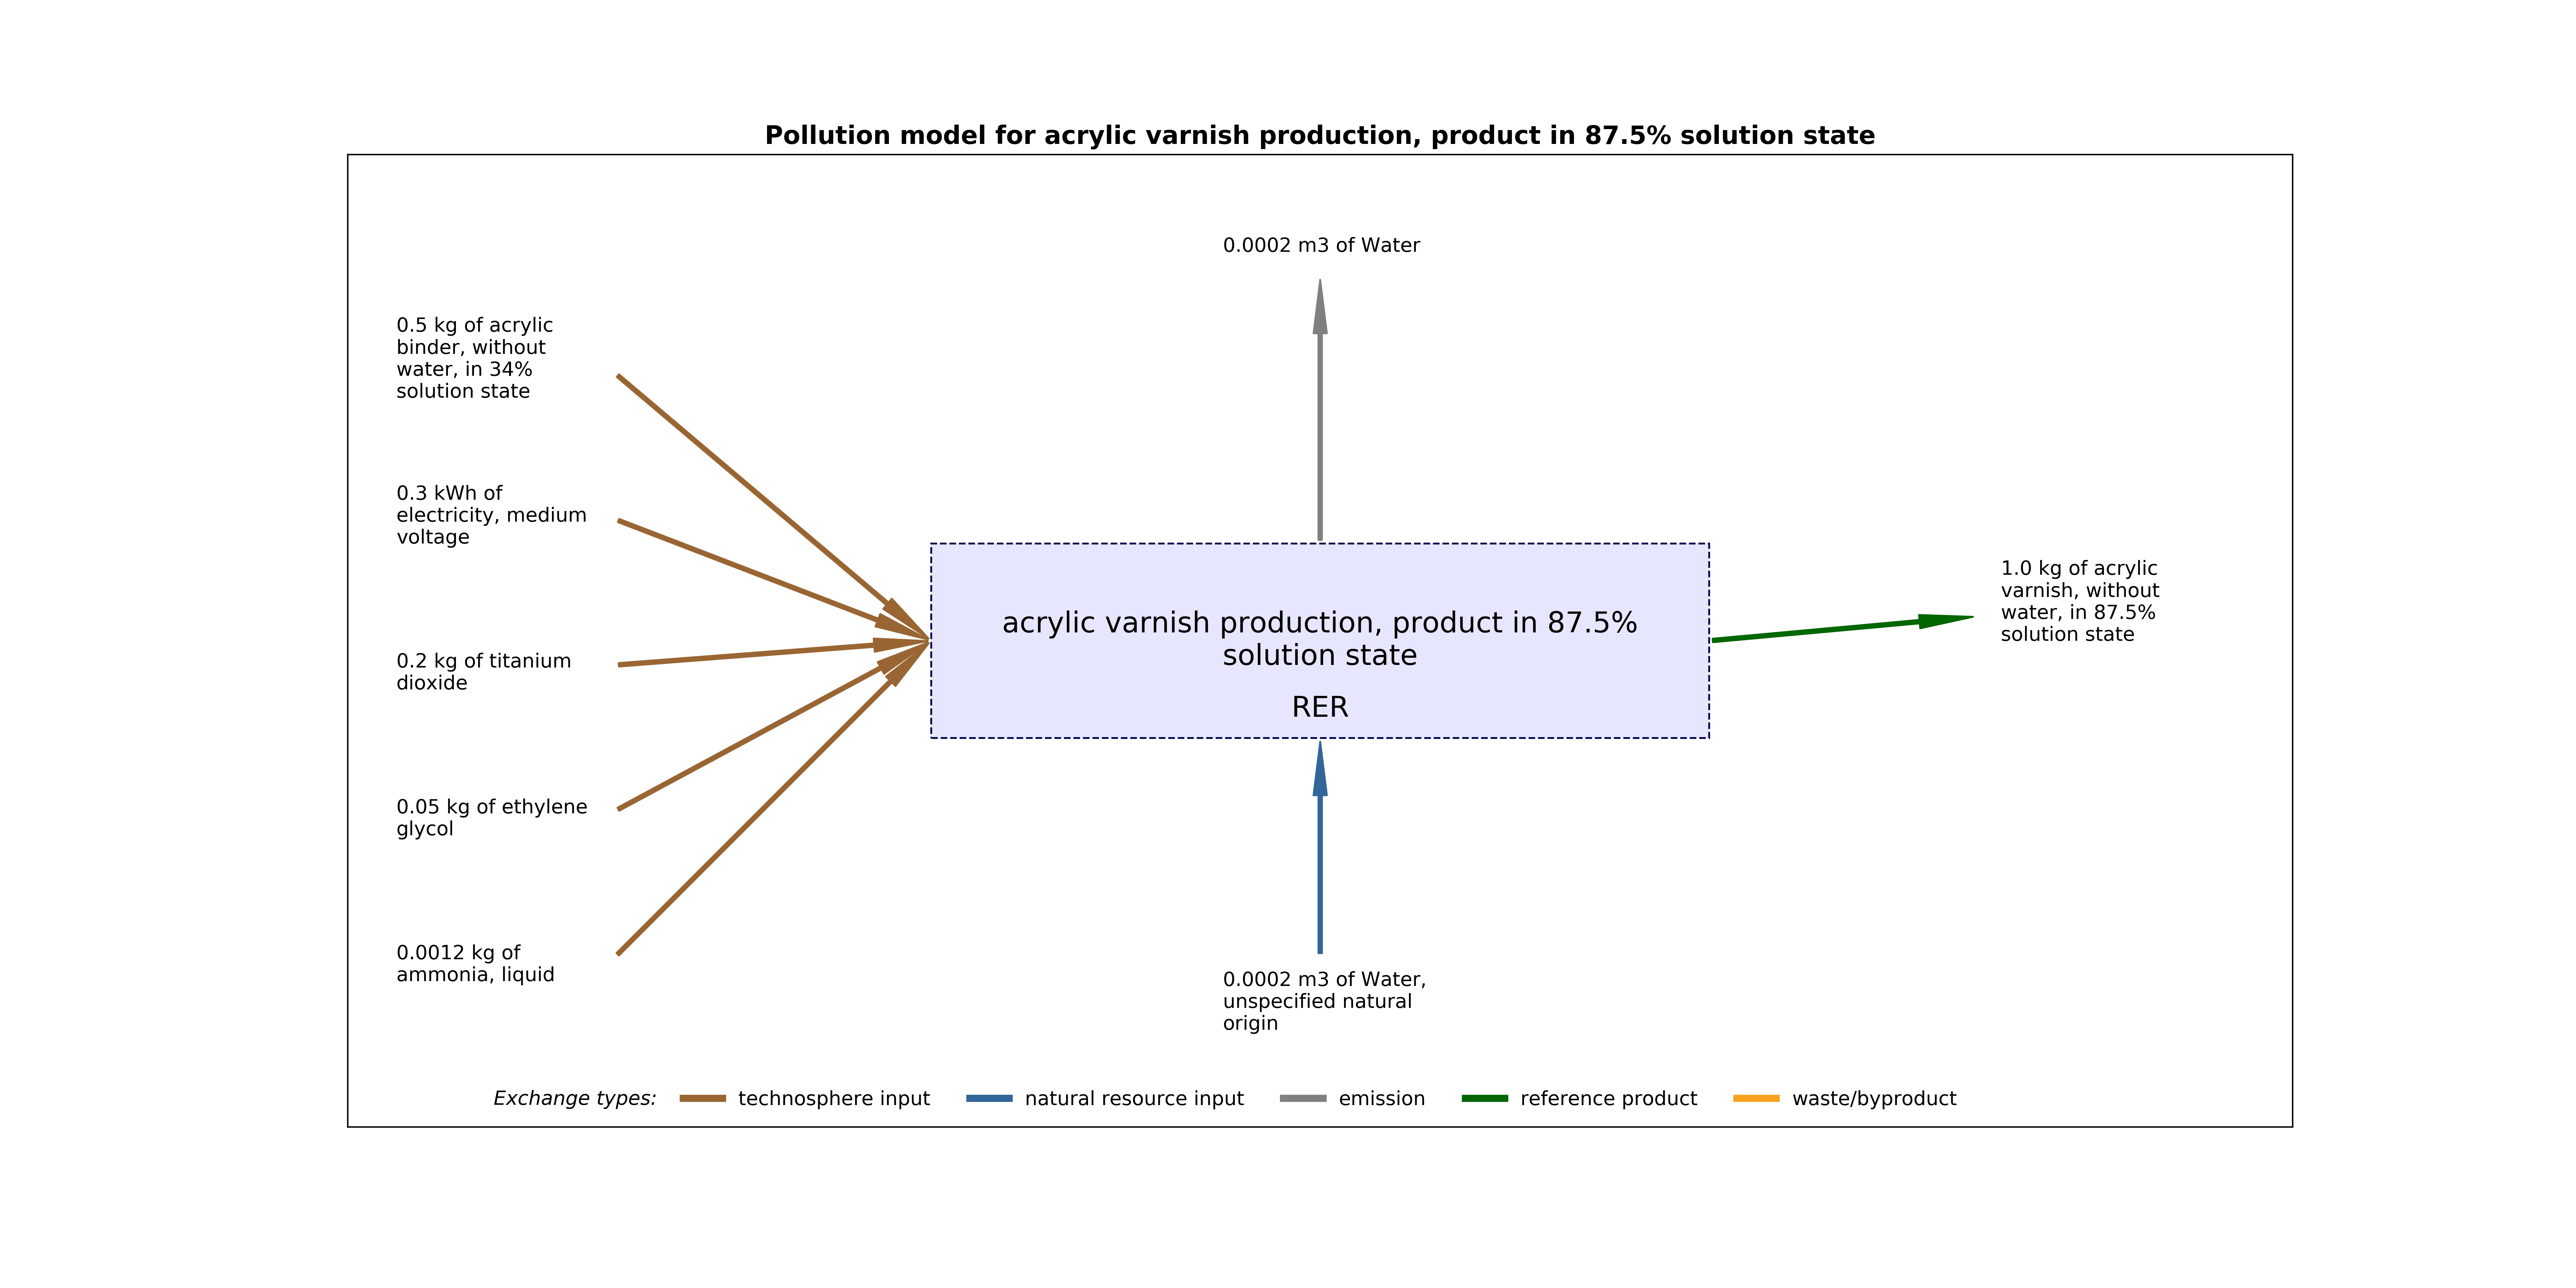 Pollution model for acrylic varnish production, product in 87.5% solution state
0.0002 m3 of Water
0.5 kg of acrylic
binder, without
water, in 34%
solution state
0.3 kWh of
electricity, medium
voltage
0.2 kg of titanium
dioxide
0.05 kg of ethylene
glycol
0.0012 kg of
ammonia, liquid
acrylic varnish production, product in 87.5%
solution state
RER
1.0 kg of acrylic
varnish, without
water, in 87.5%
solution state
0.0002 m3 of Water,
unspecified natural
origin
Exchange types: technosphere input natural resource input emission reference product waste/byproduct